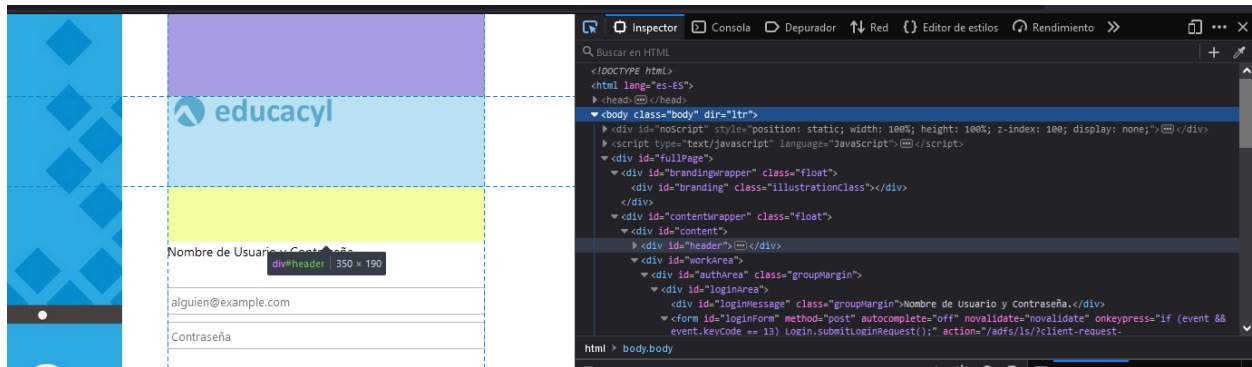 educacyl
Nombre de Usuario y Contraseña.
div#header 350 × 190
alguien@example.com
Contraseña
Inspector Consola Depurador Red Editor de estilos Rendimiento
Buscar en HTML
<!DOCTYPE html>
<html lang="es-ES">
<head></head>
<body class="body" dir="ltr">
<div id="noScript" style="position: static; width: 100%; height: 100%; z-index: 100; display: none;"></div>
<script type="text/javascript" language="JavaScript"></script>
<div id="fullPage">
<div id="brandingWrapper" class="float">
<div id="branding" class="illustrationClass"></div>
</div>
<div id="contentWrapper" class="float">
<div id="content">
<div id="header"></div>
<div id="workArea">
<div id="authArea" class="groupMargin">
<div id="loginArea">
<div id="loginMessage" class="groupMargin">Nombre de Usuario y Contraseña.</div>
<form id="loginForm" method="post" autocomplete="off" novalidate="novalidate" onkeypress="if (event &&
event.keyCode == 13) Login.submitLoginRequest();" action="/adfs/ls/?client-request-
html > body.body